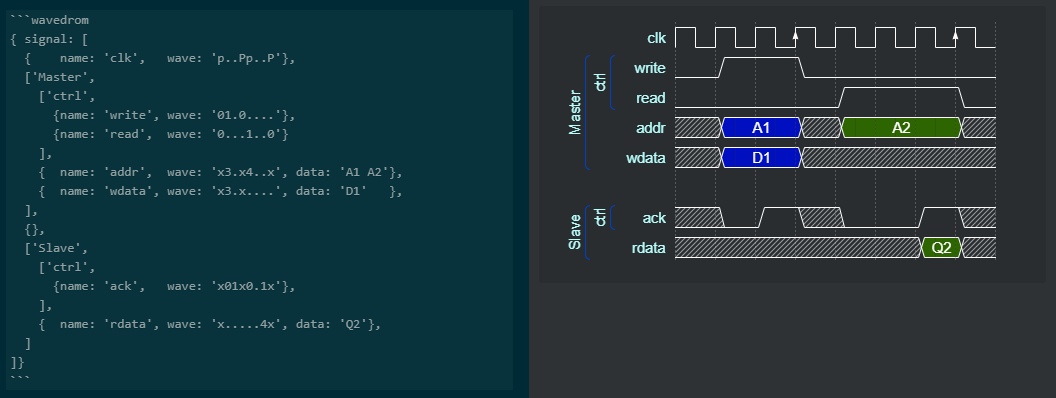 ```wavedrom
{ signal: [
  {    name: 'clk',   wave: 'p..Pp..P'},
  ['Master',
    ['ctrl',
      {name: 'write', wave: '01.0....'},
      {name: 'read',  wave: '0...1..0'}
    ],
    {  name: 'addr',  wave: 'x3.x4..x', data: 'A1 A2'},
    {  name: 'wdata', wave: 'x3.x....', data: 'D1'   },
  ],
  {},
  ['Slave',
    ['ctrl',
      {name: 'ack',   wave: 'x01x0.1x'},
    ],
    {  name: 'rdata', wave: 'x.....4x', data: 'Q2'},
  ]
]}
```
clk
Master
ctrl
write
read
addr A1 A2
wdata D1
Slave
ctrl
ack
rdata Q2